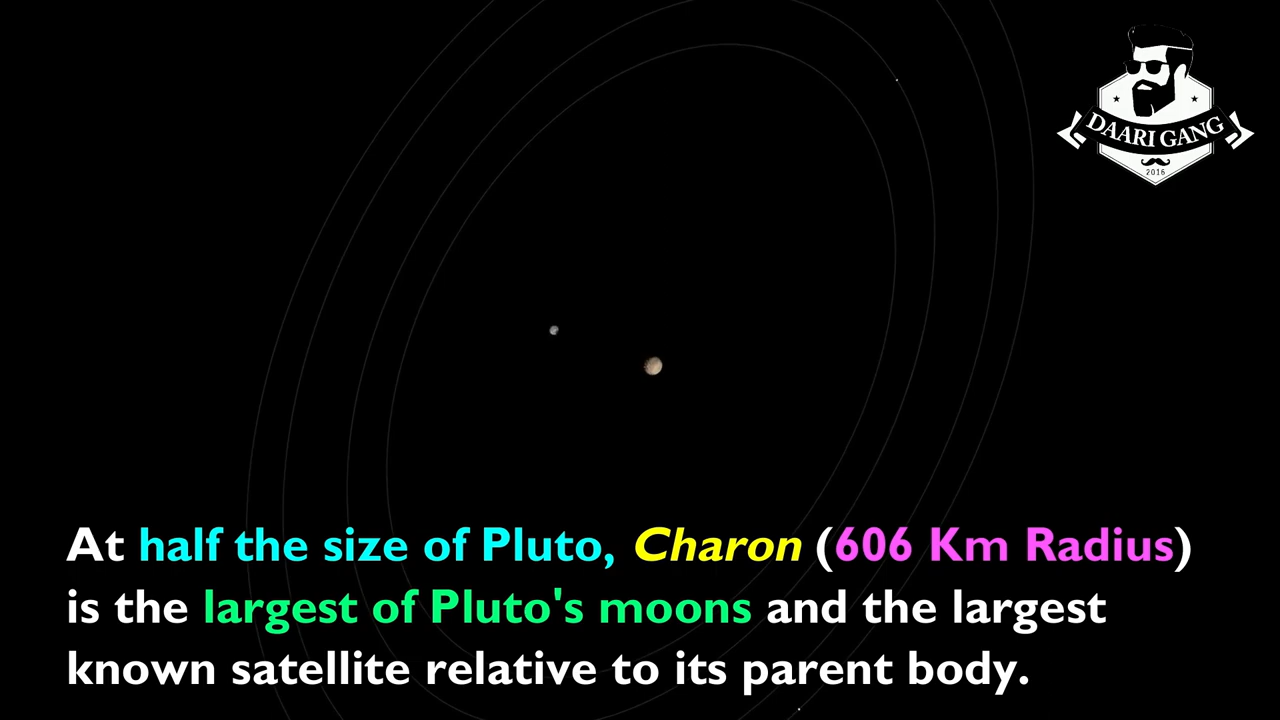 DAARI GANG
2016
At half the size of Pluto, Charon (606 Km Radius)
is the largest of Pluto's moons and the largest
known satellite relative to its parent body.